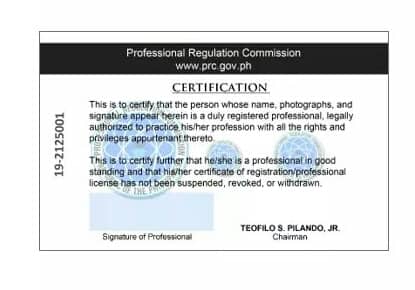 Professional Regulation Commission
www.prc.gov.ph
CERTIFICATION
This is to certify that the person whose name, photographs, and
signature appear herein is a duly registered professional, legally
authorized to practice his/her profession with all the rights and
privileges appurtenant thereto.
This is to certify further that he/she is a professional in good
standing and that his/her certificate of registration/professional
license has not been suspended, revoked, or withdrawn.
19-2125001
Signature of Professional
TEOFILO S. PILANDO, JR.
Chairman